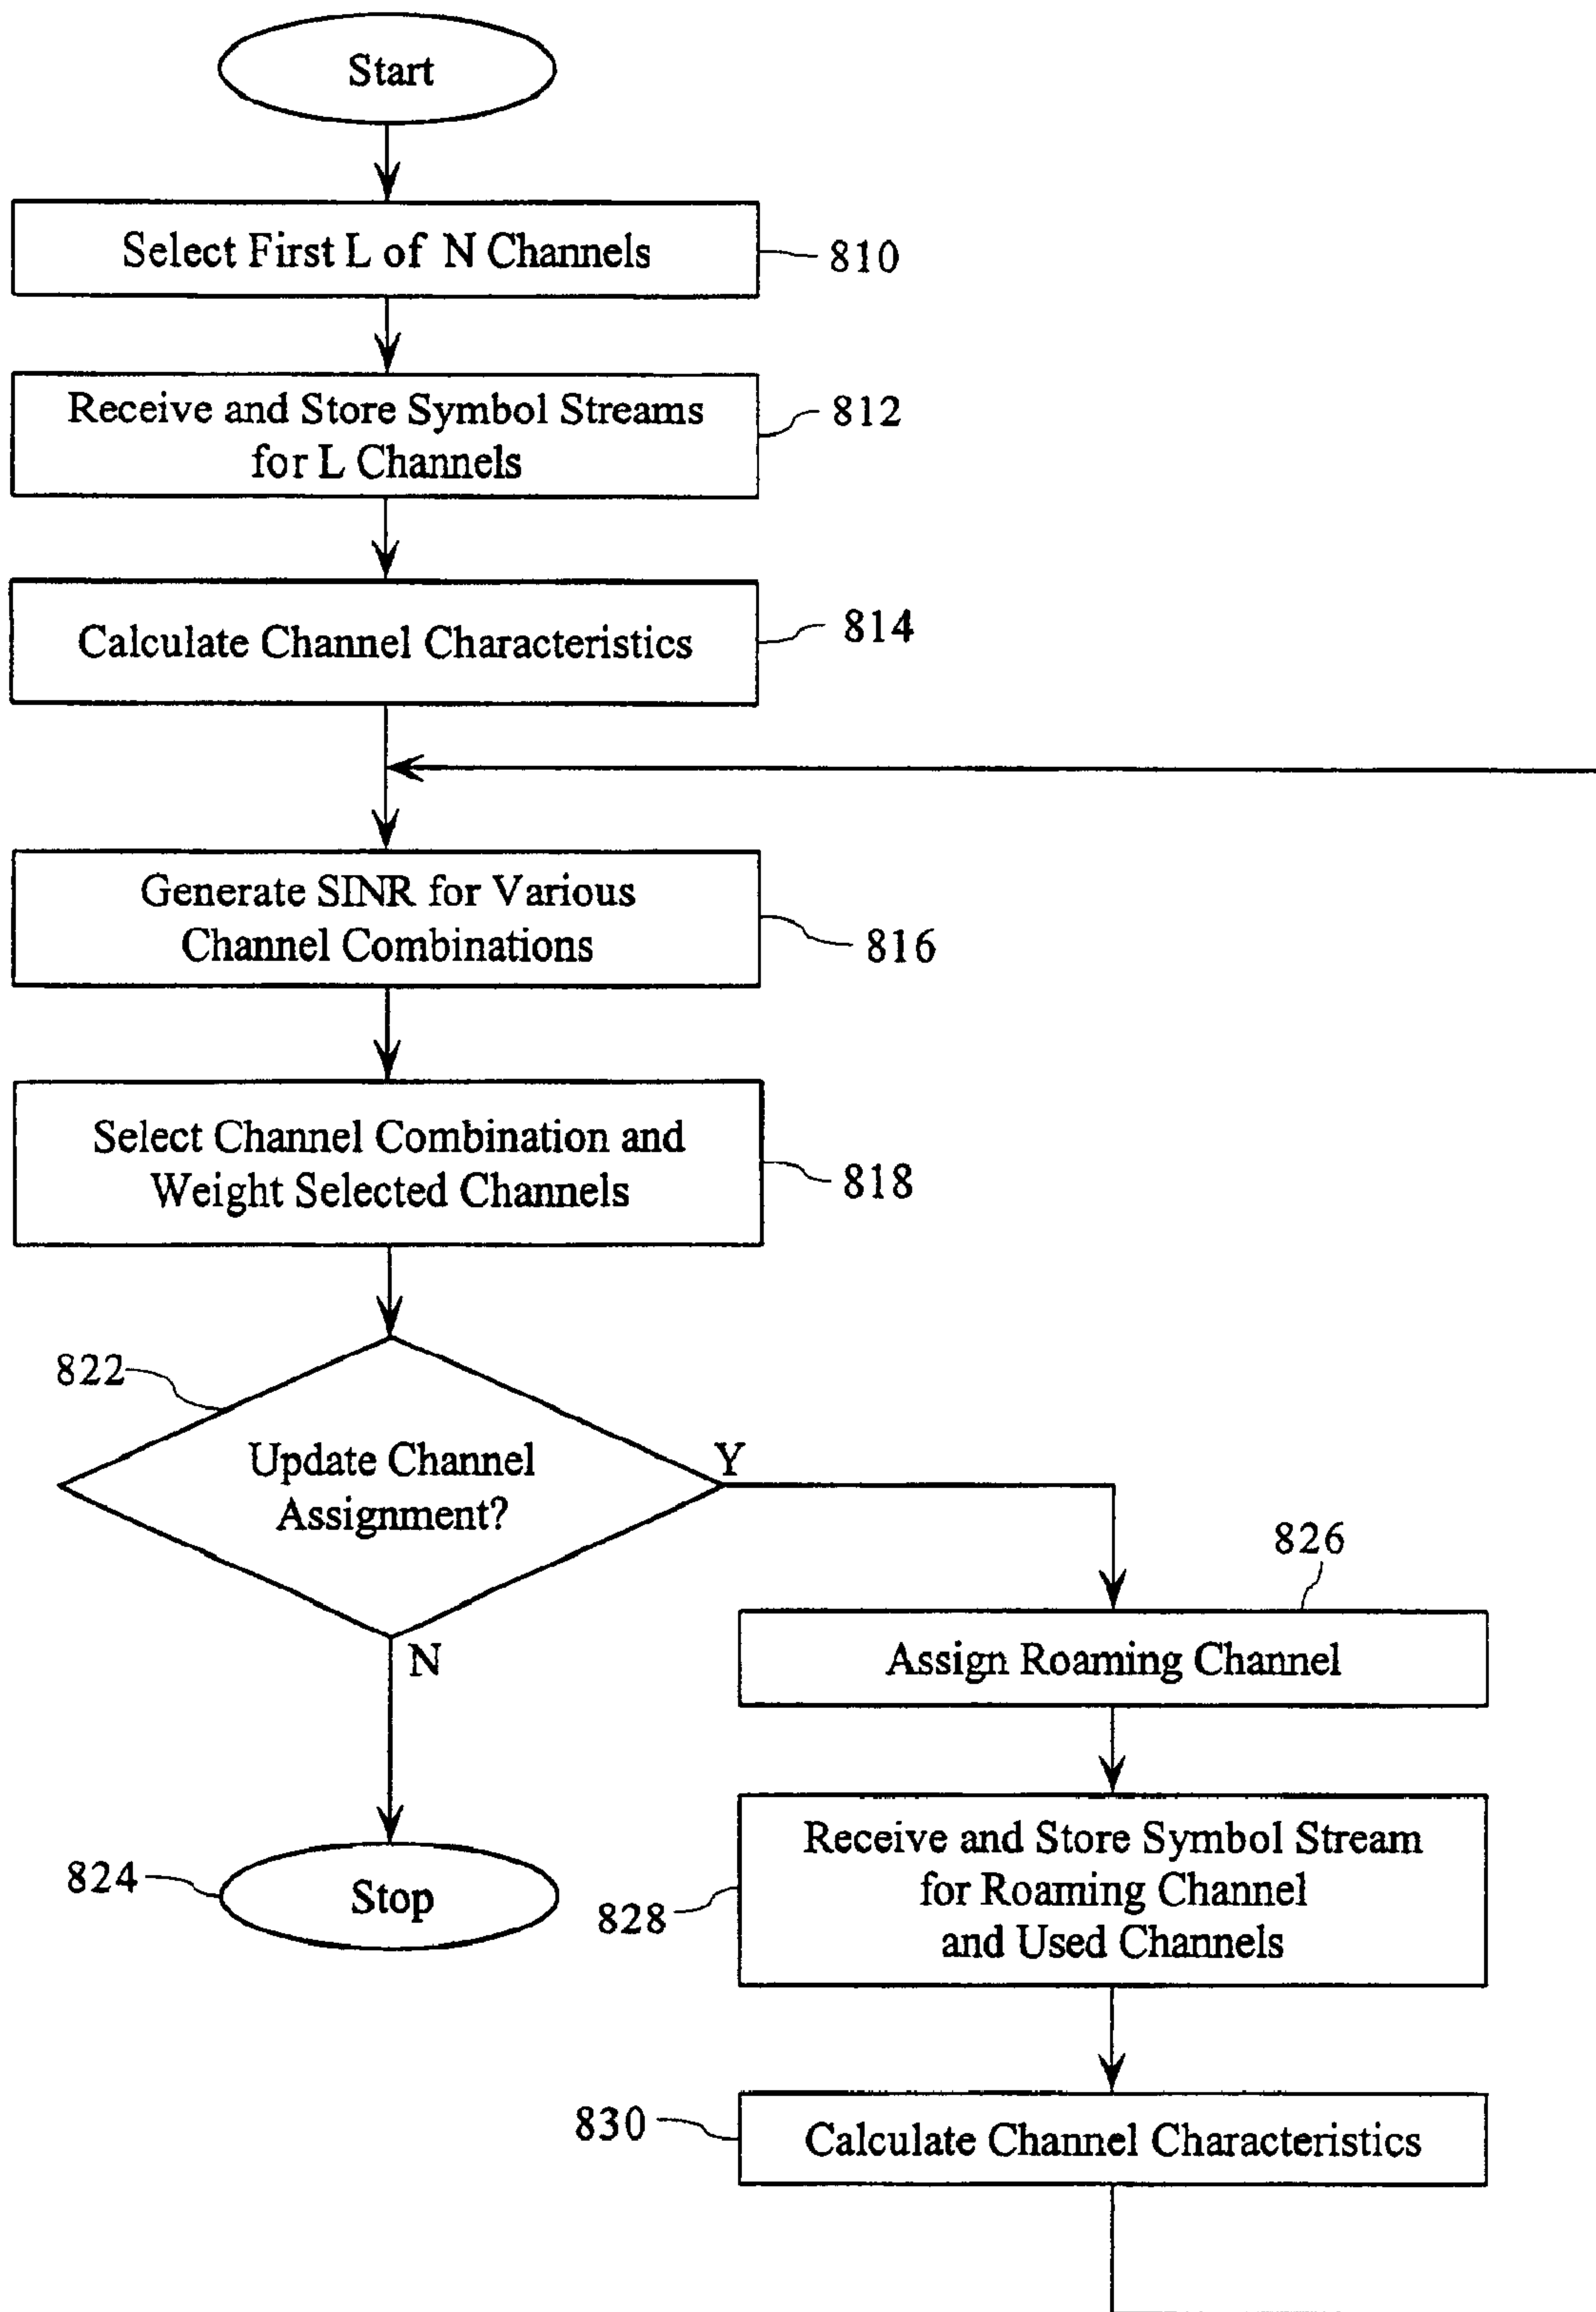 Start
Select First L of N Channels
810
Receive and Store Symbol Streams
for L Channels
812
Calculate Channel Characteristics
814
Generate SINR for Various
Channel Combinations
816
Select Channel Combination and
Weight Selected Channels
818
822
Update Channel
Assignment?
Y
N
826
Assign Roaming Channel
824
Stop
Receive and Store Symbol Stream
for Roaming Channel
and Used Channels
828
830
Calculate Channel Characteristics